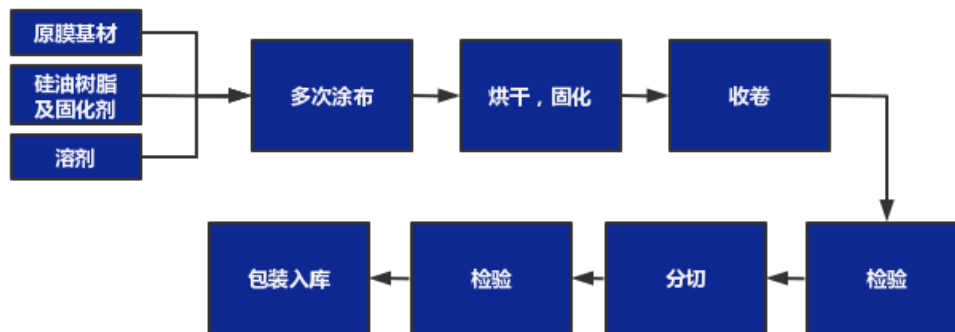 原膜基材
硅油树脂
及固化剂
溶剂
多次涂布
烘干，固化
收卷
检验
分切
检验
包装入库